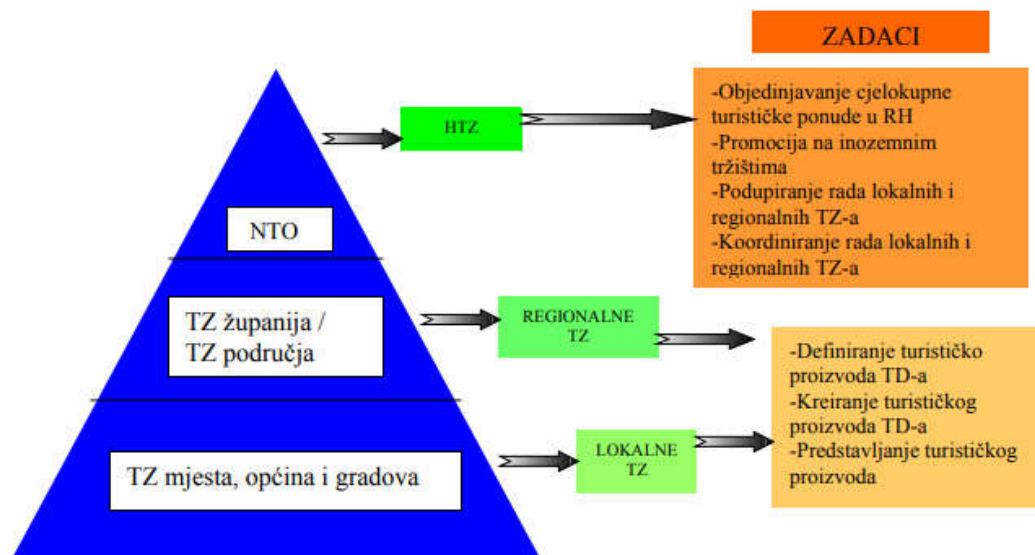 ZADACI
-Objedinjavanje cjelokupne
turističke ponude u RH
-Promocija na inozemnim
tržištima
-Podupiranje rada lokalnih i
regionalnih TZ-a
-Koordiniranje rada lokalnih i
regionalnih TZ-a
HTZ
NTO
TZ županija /
TZ područja
REGIONALNE
TZ
-Definiranje turističko
proizvoda TD-a
-Kreiranje turističkog
proizvoda TD-a
-Predstavljanje turističkog
proizvoda
TZ mjesta, općina i gradova
LOKALNE
TZ